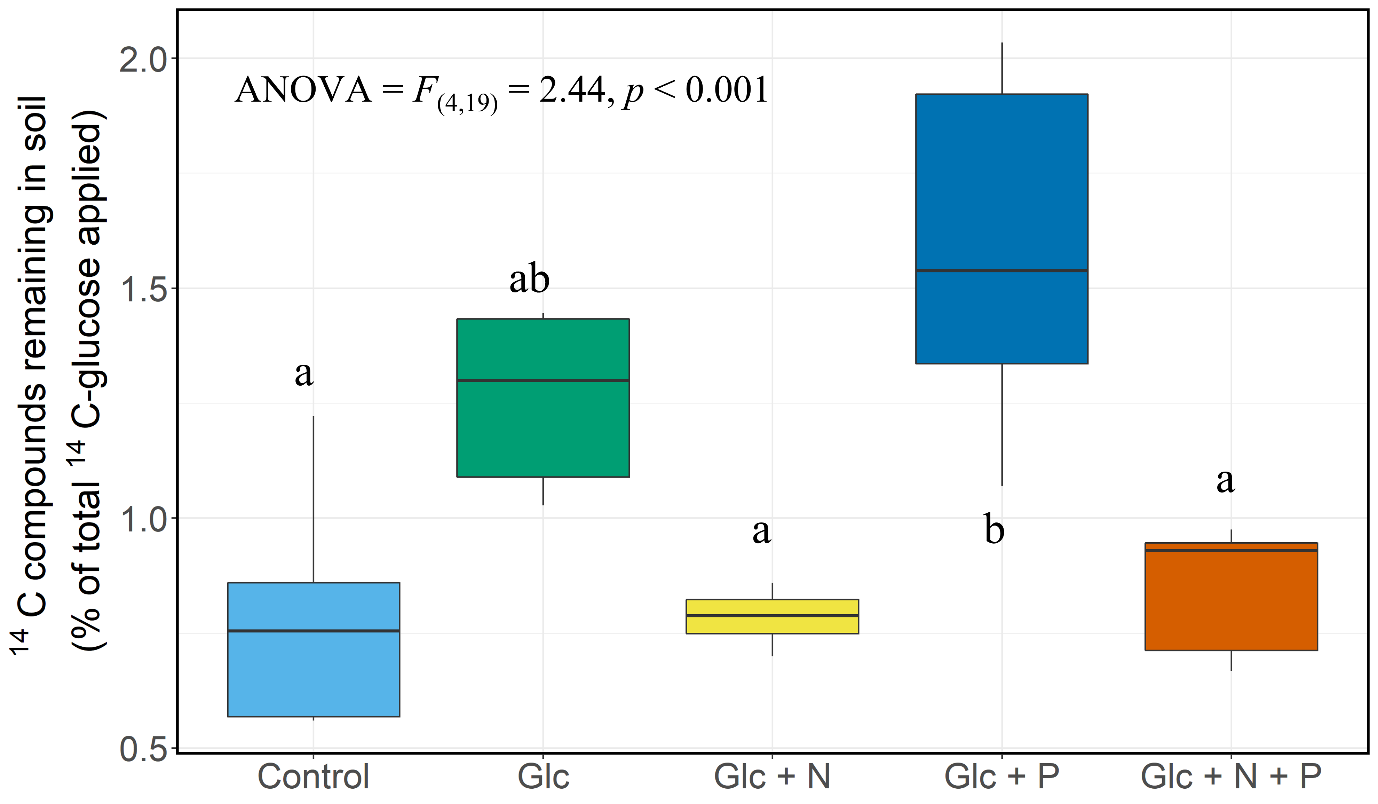 ¹⁴ C compounds remaining in soil
(% of total ¹⁴ C-glucose applied)
2.0
1.5
1.0
0.5
ANOVA = F(4,19) = 2.44, p < 0.001
a
ab
a
b
a
Control
Glc
Glc + N
Glc + P
Glc + N + P